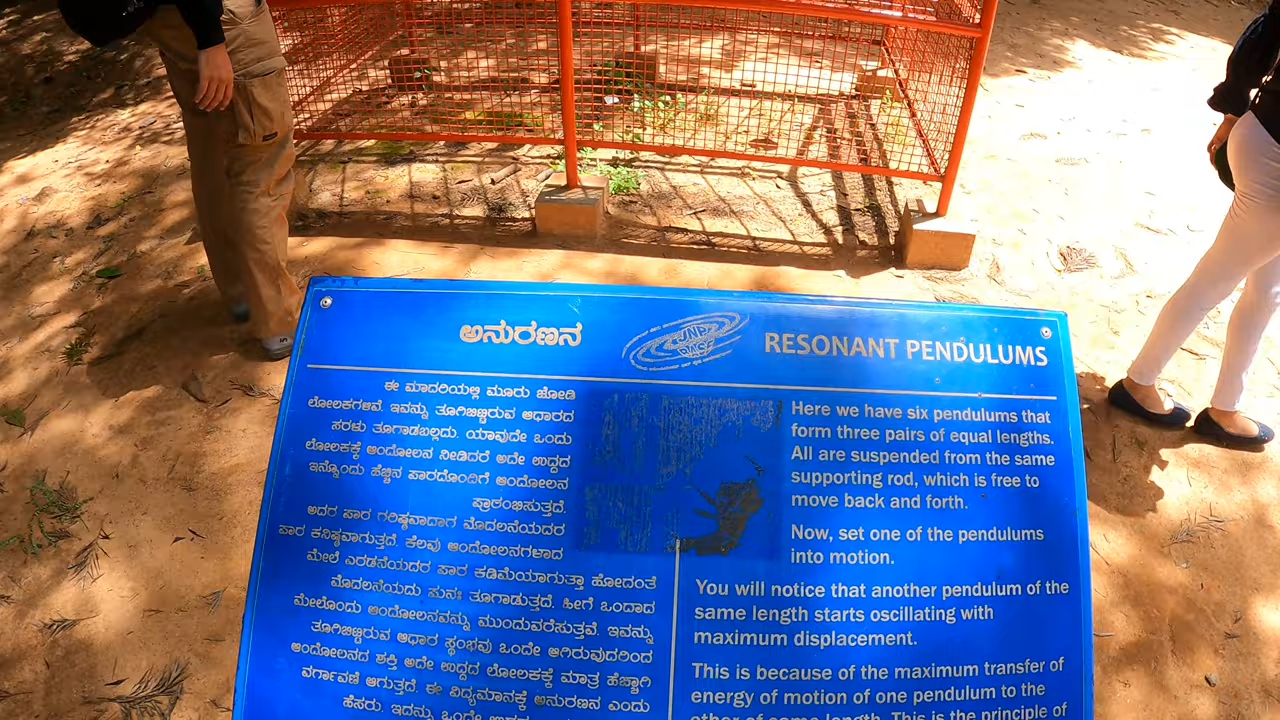 ಅನುರಣನ
JNP
RESONANT PENDULUMS
ಈ ಮಾದರಿಯಲ್ಲಿ ಮೂರು ಜೋಡಿ
ಲೋಲಕಗಳಿವೆ. ಇವನ್ನು ತೂಗಿಬಿಟ್ಟಿರುವ ಆಧಾರದ
ಸರಳು ತೂಗಾಡಬಲ್ಲದು. ಯಾವುದೇ ಒಂದು
ಲೋಲಕಕ್ಕೆ ಆಂದೋಲನ ನೀಡಿದರೆ ಅದೇ ಉದ್ದದ
ಇನ್ನೊಂದು ಹೆಚ್ಚಿನ ಪಾರದೊಂದಿಗೆ ಆಂದೋಲನ
ಪ್ರಾರಂಭಿಸುತ್ತದೆ.
ಅದರ ಪಾರ ಗರಿಷ್ಠವಾದಾಗ ಮೊದಲನೆಯದರ
ಪಾರ ಕನಿಷ್ಠವಾಗುತ್ತದೆ. ಕೆಲವು ಆಂದೋಲನಗಳಾದ
ಮೇಲೆ ಎರಡನೆಯದರ ಪಾರ ಕಡಿಮೆಯಾಗುತ್ತಾ ಹೋದಂತೆ
ಮೊದಲನೆಯದು ಪುನಃ ತೂಗಾಡುತ್ತದೆ. ಹೀಗೆ ಒಂದಾದ
ಮೇಲೊಂದು ಆಂದೋಲನವನ್ನು ಮುಂದುವರೆಸುತ್ತವೆ. ಇವನ್ನು
ತೂಗಿಬಿಟ್ಟಿರುವ ಆಧಾರ ಸ್ಥಂಭವು ಒಂದೇ ಆಗಿರುವುದರಿಂದ
ಆಂದೋಲನದ ಶಕ್ತಿ ಅದೇ ಉದ್ದದ ಲೋಲಕಕ್ಕೆ ಮಾತ್ರ ಹೆಚ್ಚಾಗಿ
ವರ್ಗಾವಣೆ ಆಗುತ್ತದೆ. ಈ ವಿದ್ಯಮಾನಕ್ಕೆ ಅನುರಣನ ಎಂದು
ಹೆಸರು. ಇದನ್ನು ಒಂದೇ
Here we have six pendulums that
form three pairs of equal lengths.
All are suspended from the same
supporting rod, which is free to
move back and forth.
Now, set one of the pendulums
into motion.
You will notice that another pendulum of the
same length starts oscillating with
maximum displacement.
This is because of the maximum transfer of
energy of motion of one pendulum to the
other of same length. This is the principle of